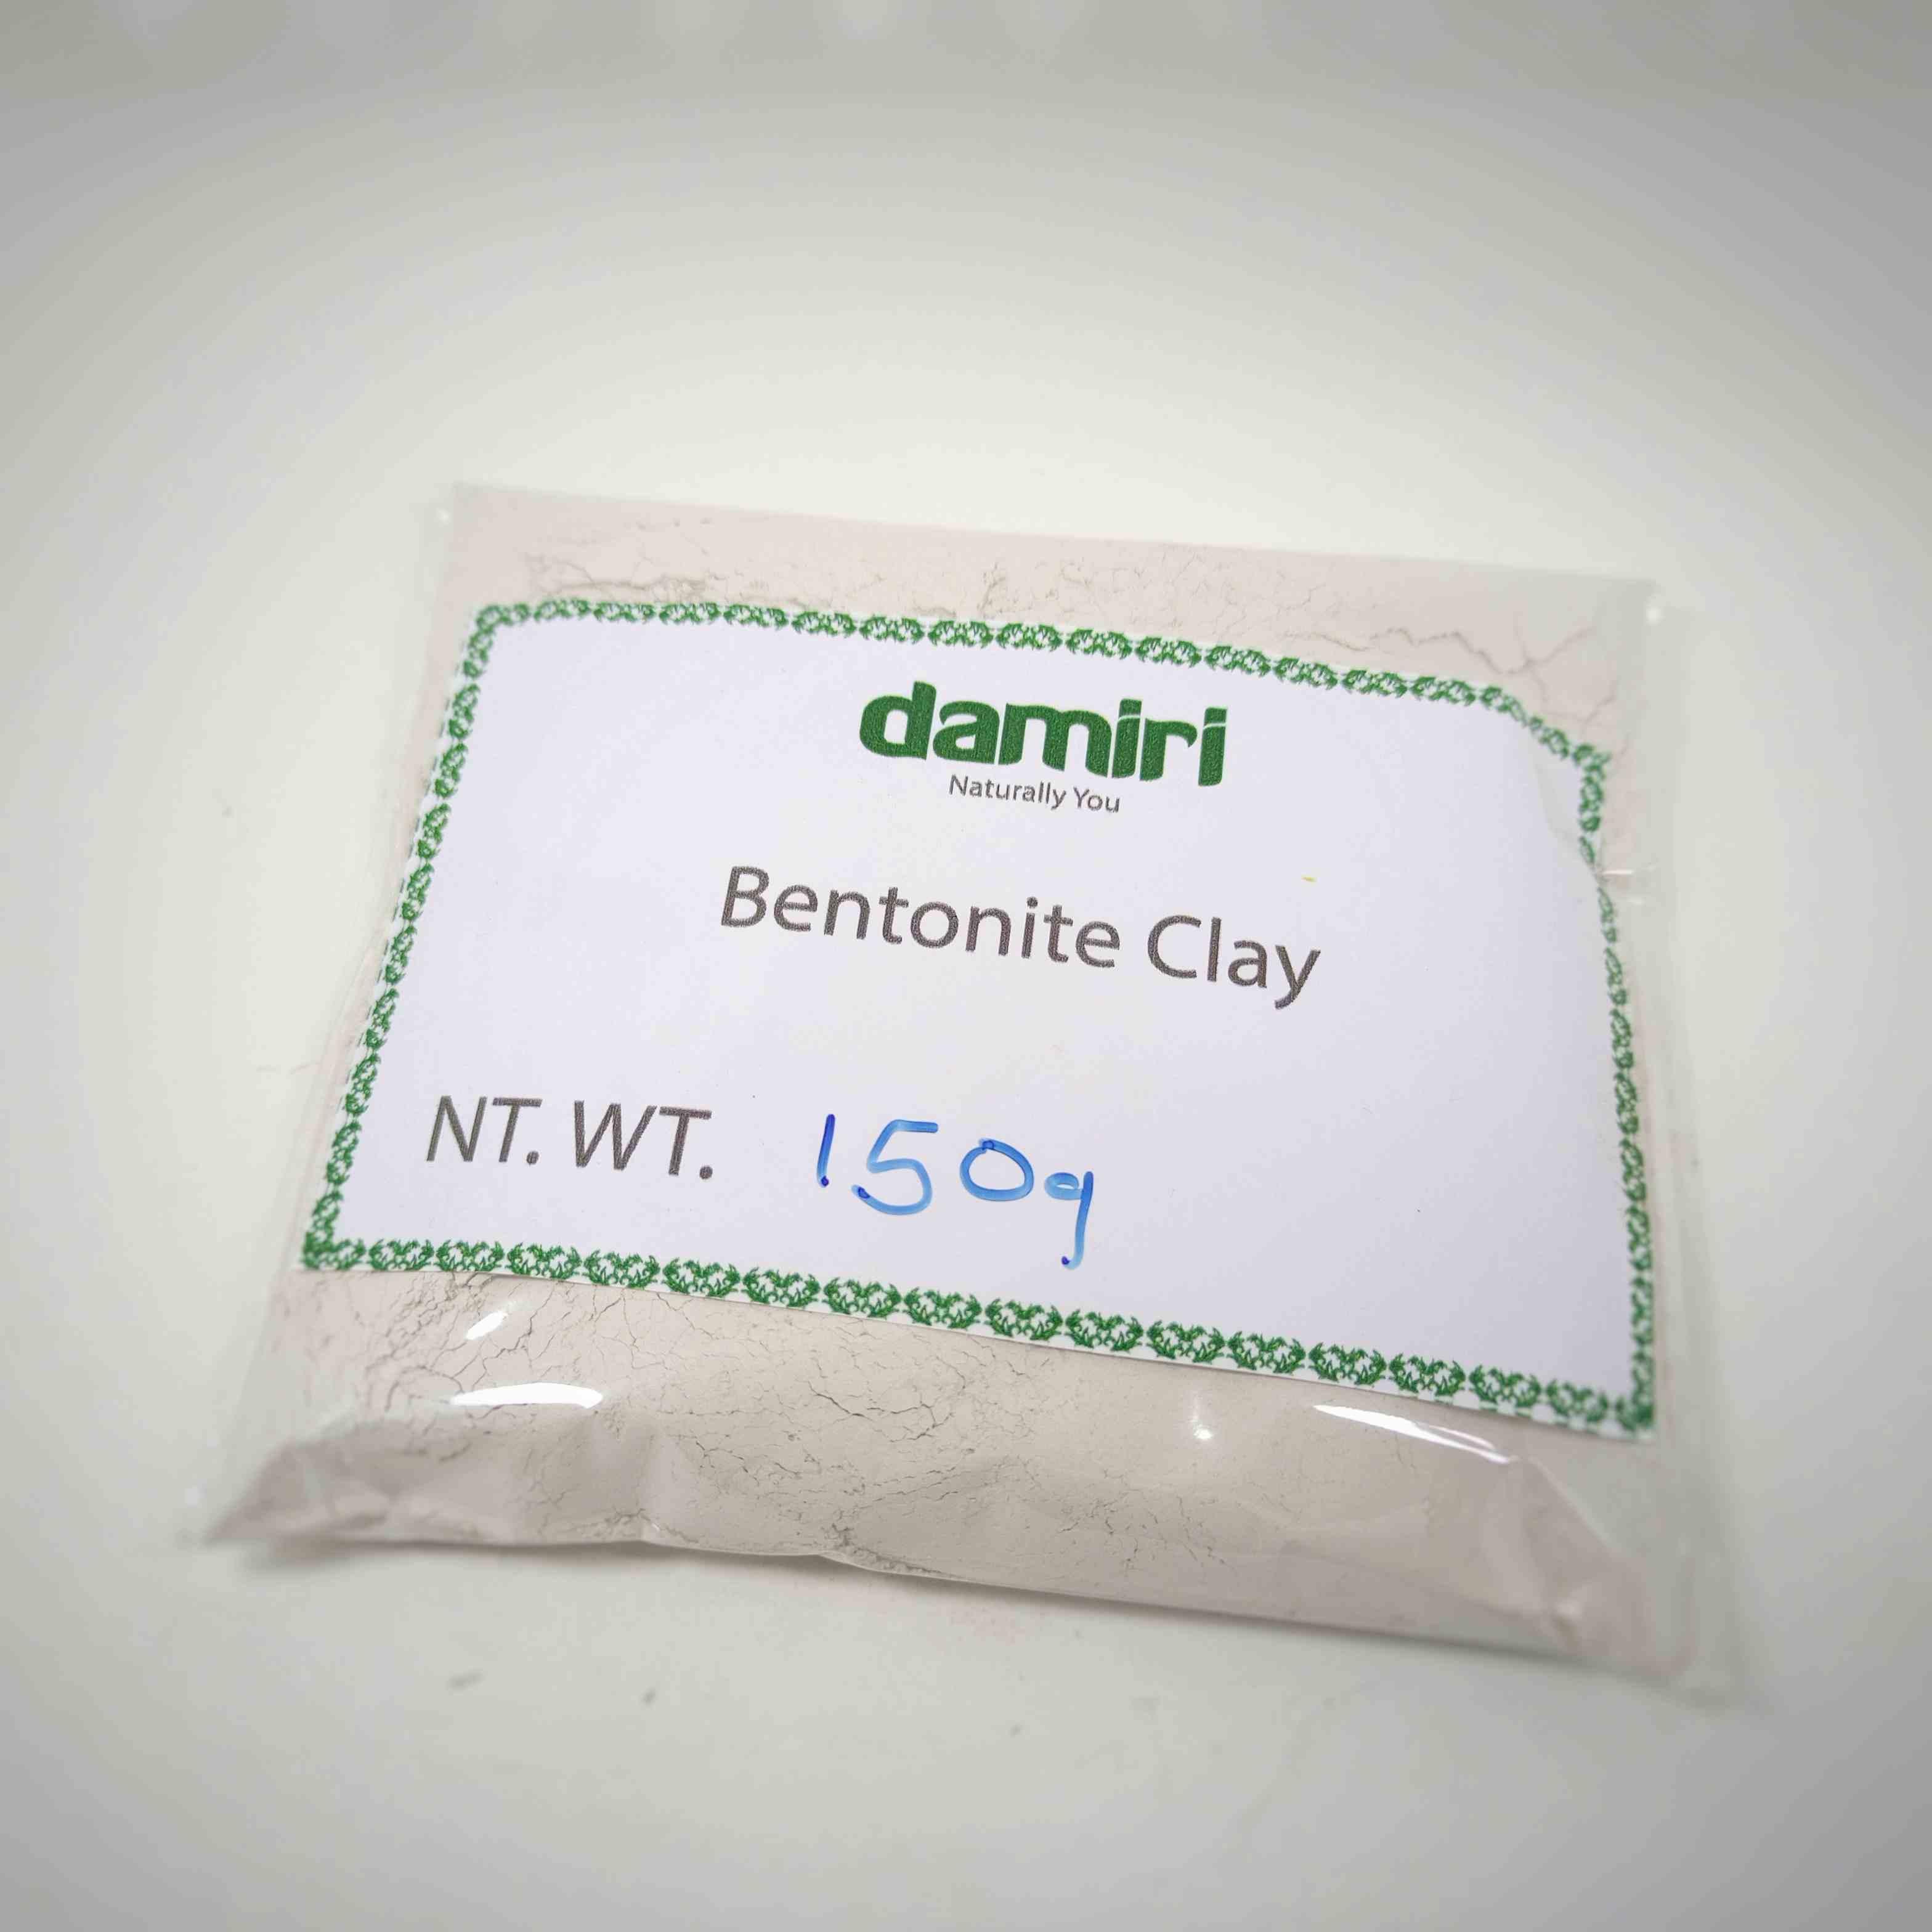 damiri
Naturally You
Bentonite Clay
NT. WT. 150g